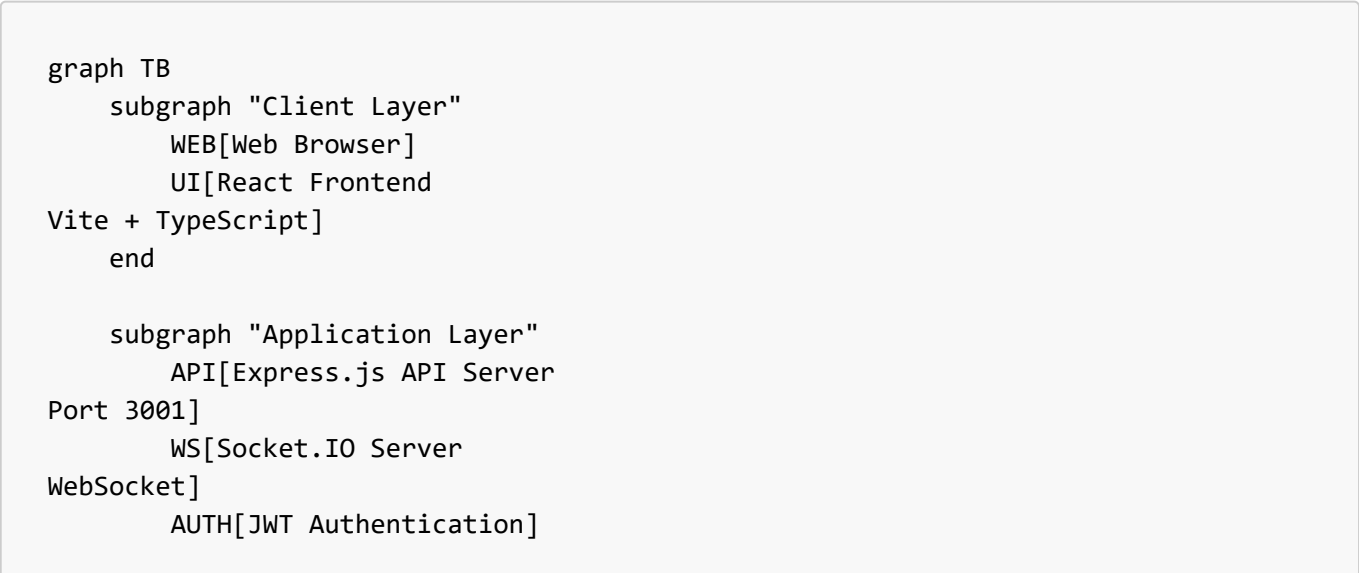 graph TB
    subgraph "Client Layer"
        WEB[Web Browser]
        UI[React Frontend
Vite + TypeScript]
    end

    subgraph "Application Layer"
        API[Express.js API Server
Port 3001]
        WS[Socket.IO Server
WebSocket]
        AUTH[JWT Authentication]